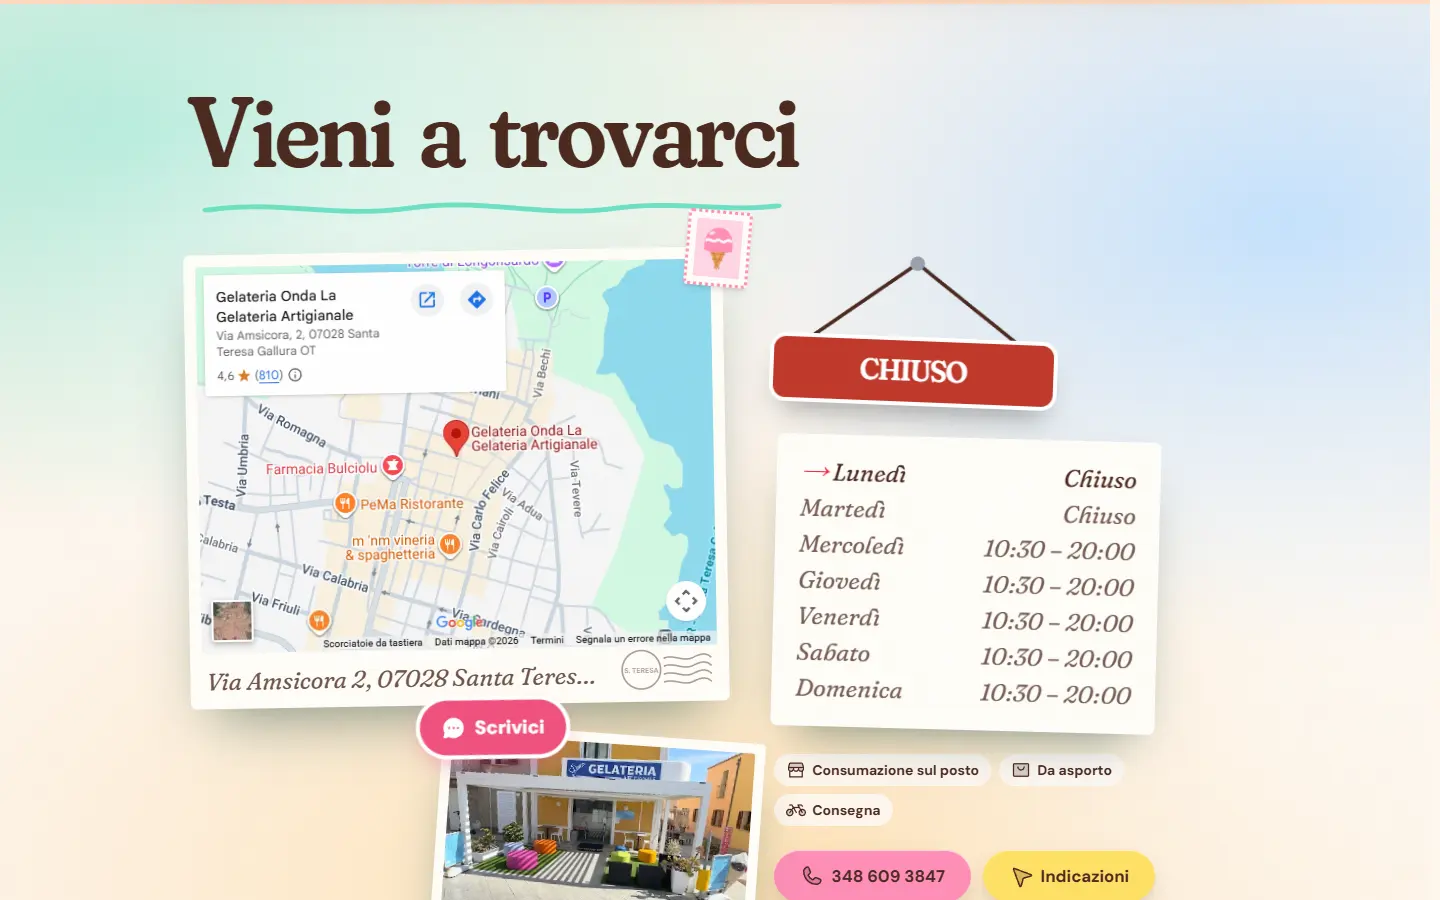 Vieni a trovarci
Torre di Longonsardo
P
Gelateria Onda La
Gelateria Artigianale
Via Amsicora, 2, 07028 Santa
Teresa Gallura OT
4,6 (810)
Via Bechi
Via Romagna
Via Umbria
Gelateria Onda La
Gelateria Artigianale
Farmacia Bulciolu
Testa
PeMa Ristorante
Via Carlo Felice
Via Tevere
Via Adua
Via Cairoli
m 'nm vineria
& spaghetteria
Calabria
Via Calabria
Via Friuli
Google
Scorciatoie da tastiera Dati mappa ©2026 Termini Segnala un errore nella mappa
Via Amsicora 2, 07028 Santa Teres...
S. TERESA
Scrivici
GELATERIA
CHIUSO
→Lunedì Chiuso
Martedì Chiuso
Mercoledì 10:30 – 20:00
Giovedì 10:30 – 20:00
Venerdì 10:30 – 20:00
Sabato 10:30 – 20:00
Domenica 10:30 – 20:00
Consumazione sul posto Da asporto
Consegna
348 609 3847 Indicazioni